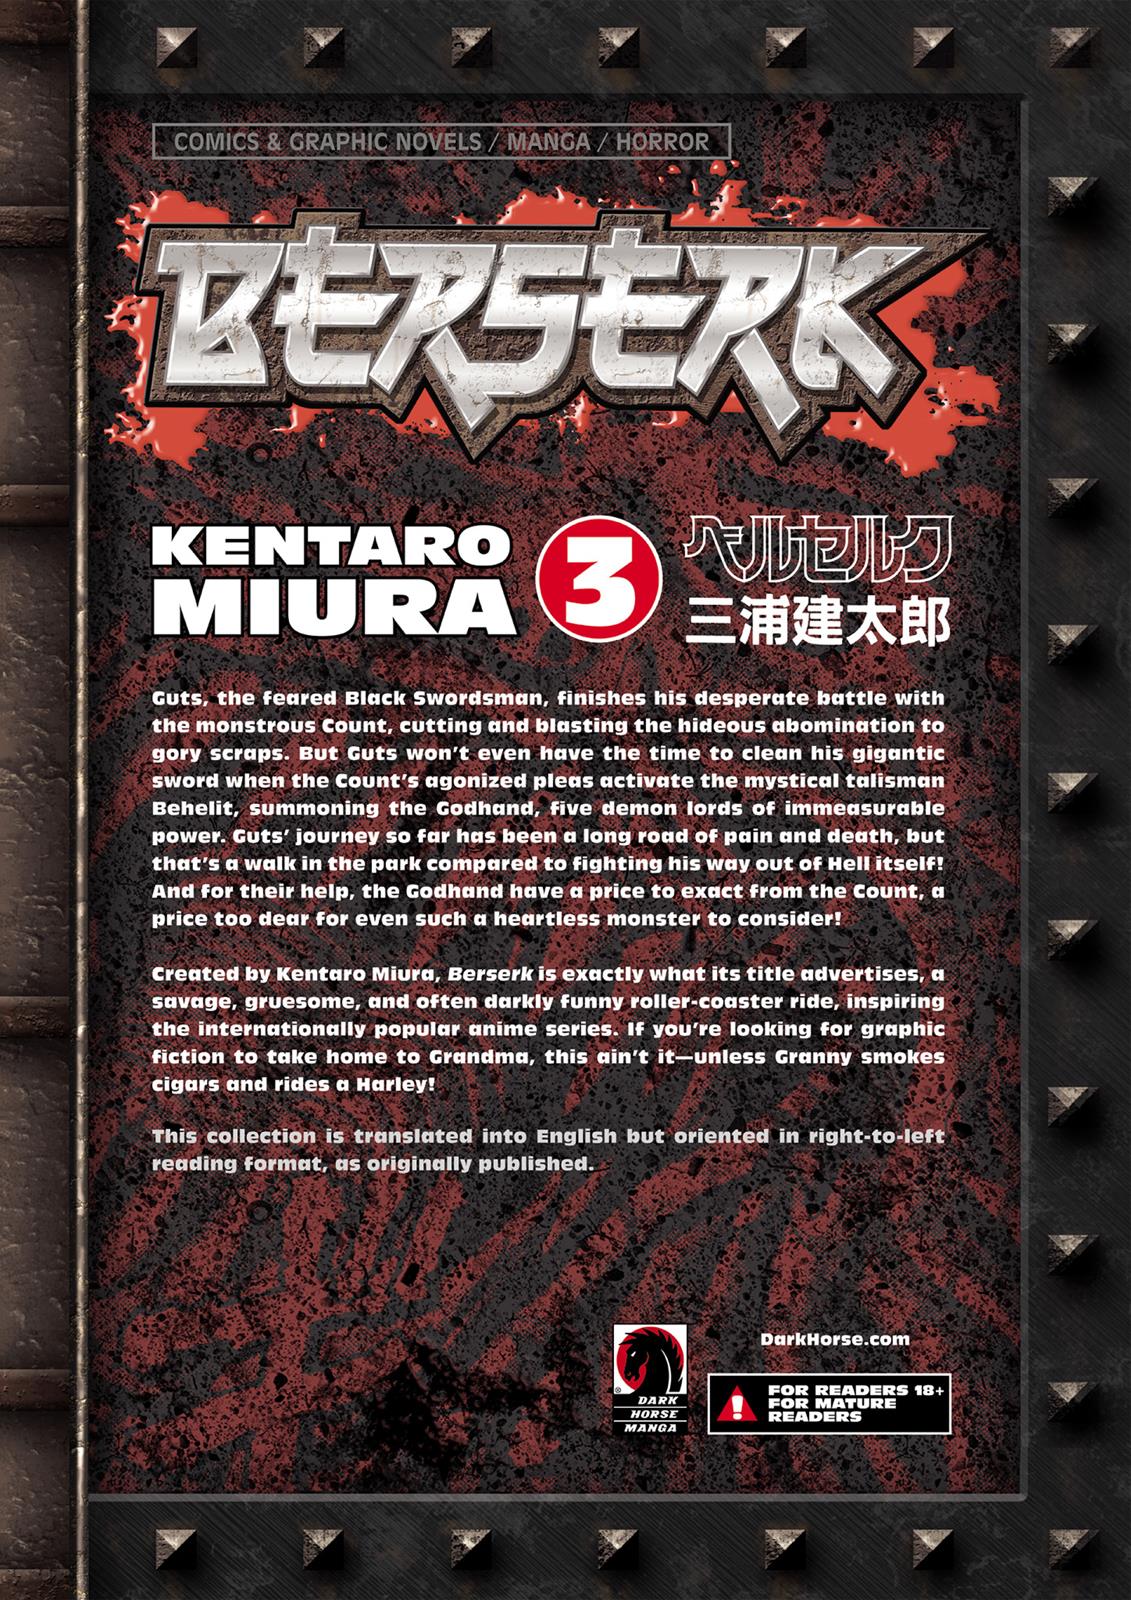 COMICS & GRAPHIC NOVELS / MANGA / HORROR
BERSERK
KENTARO
MIURA
3
ベルセルク
三浦建太郎
Guts, the feared Black Swordsman, finishes his desperate battle with
the monstrous Count, cutting and blasting the hideous abomination to
gory scraps. But Guts won't even have the time to clean his gigantic
sword when the Count's agonized pleas activate the mystical talisman
Behelit, summoning the Godhand, five demon lords of immeasurable
power. Guts' journey so far has been a long road of pain and death, but
that's a walk in the park compared to fighting his way out of Hell itself!
And for their help, the Godhand have a price to exact from the Count, a
price too dear for even such a heartless monster to consider!
Created by Kentaro Miura, Berserk is exactly what its title advertises, a
savage, gruesome, and often darkly funny roller-coaster ride, inspiring
the internationally popular anime series. If you're looking for graphic
fiction to take home to Grandma, this ain't it—unless Granny smokes
cigars and rides a Harley!
This collection is translated into English but oriented in right-to-left
reading format, as originally published.
DarkHorse.com
®
DARK
HORSE
MANGA
FOR READERS 18+
FOR MATURE
READERS